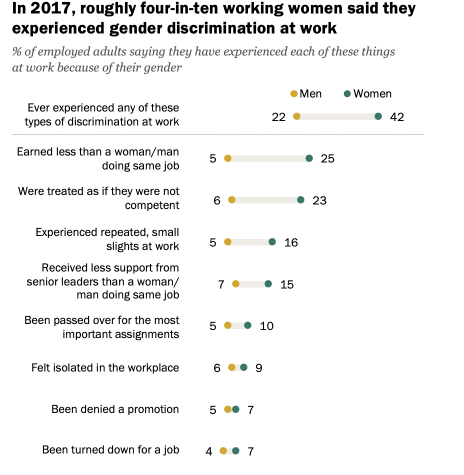 In 2017, roughly four-in-ten working women said they
experienced gender discrimination at work
% of employed adults saying they have experienced each of these things
at work because of their gender
Men Women
Ever experienced any of these
types of discrimination at work
22 42
Earned less than a woman/man
doing same job
5 25
Were treated as if they were not
competent
6 23
Experienced repeated, small
slights at work
5 16
Received less support from
senior leaders than a woman/
man doing same job
7 15
Been passed over for the most
important assignments
5 10
Felt isolated in the workplace 6 9
Been denied a promotion 5 7
Been turned down for a job 4 7